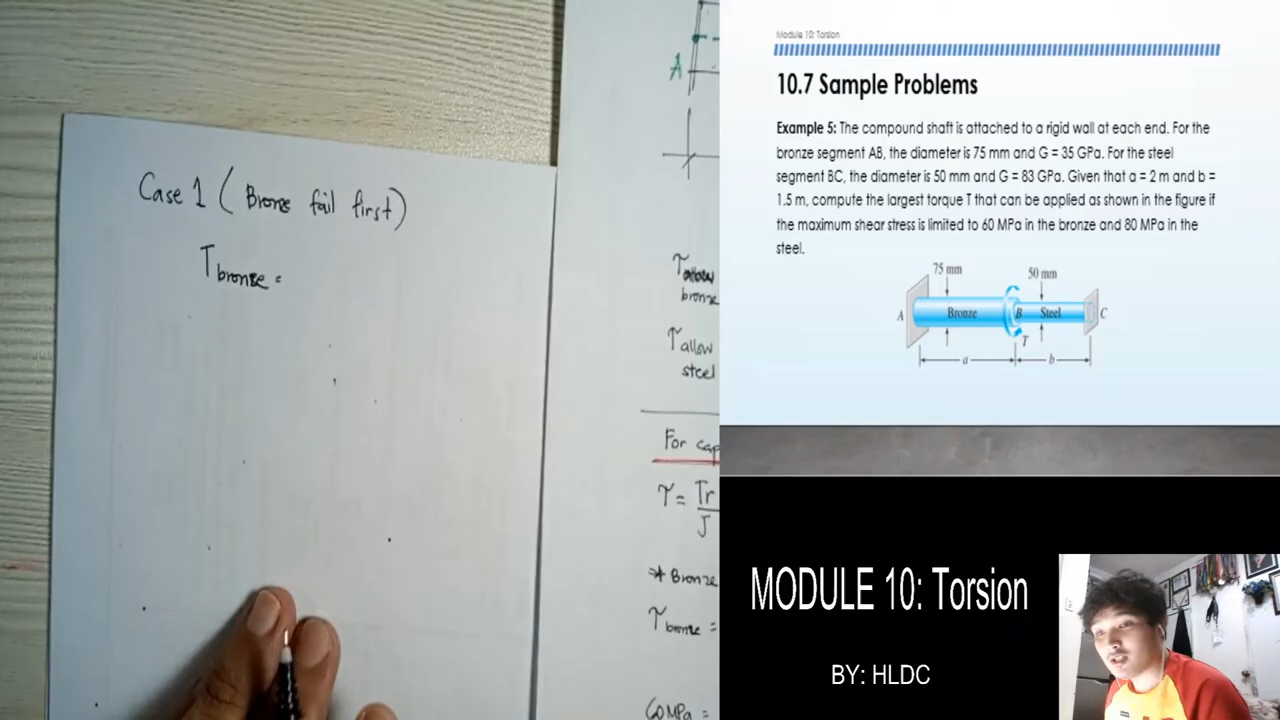 Case 1 ( Bronze fail first)
T bronze =
A
τ allow
bronze
τ allow
steel
For cap
τ = Tr
J
⇒* Bronze
τ bronze =
60MPa =
Module 10: Torsion
10.7 Sample Problems
Example 5: The compound shaft is attached to a rigid wall at each end. For the
bronze segment AB, the diameter is 75 mm and G = 35 GPa. For the steel
segment BC, the diameter is 50 mm and G = 83 GPa. Given that a = 2 m and b =
1.5 m, compute the largest torque T that can be applied as shown in the figure if
the maximum shear stress is limited to 60 MPa in the bronze and 80 MPa in the
steel.
75 mm 50 mm
A Bronze B Steel C
T
a b
MODULE 10: Torsion
BY: HLDC